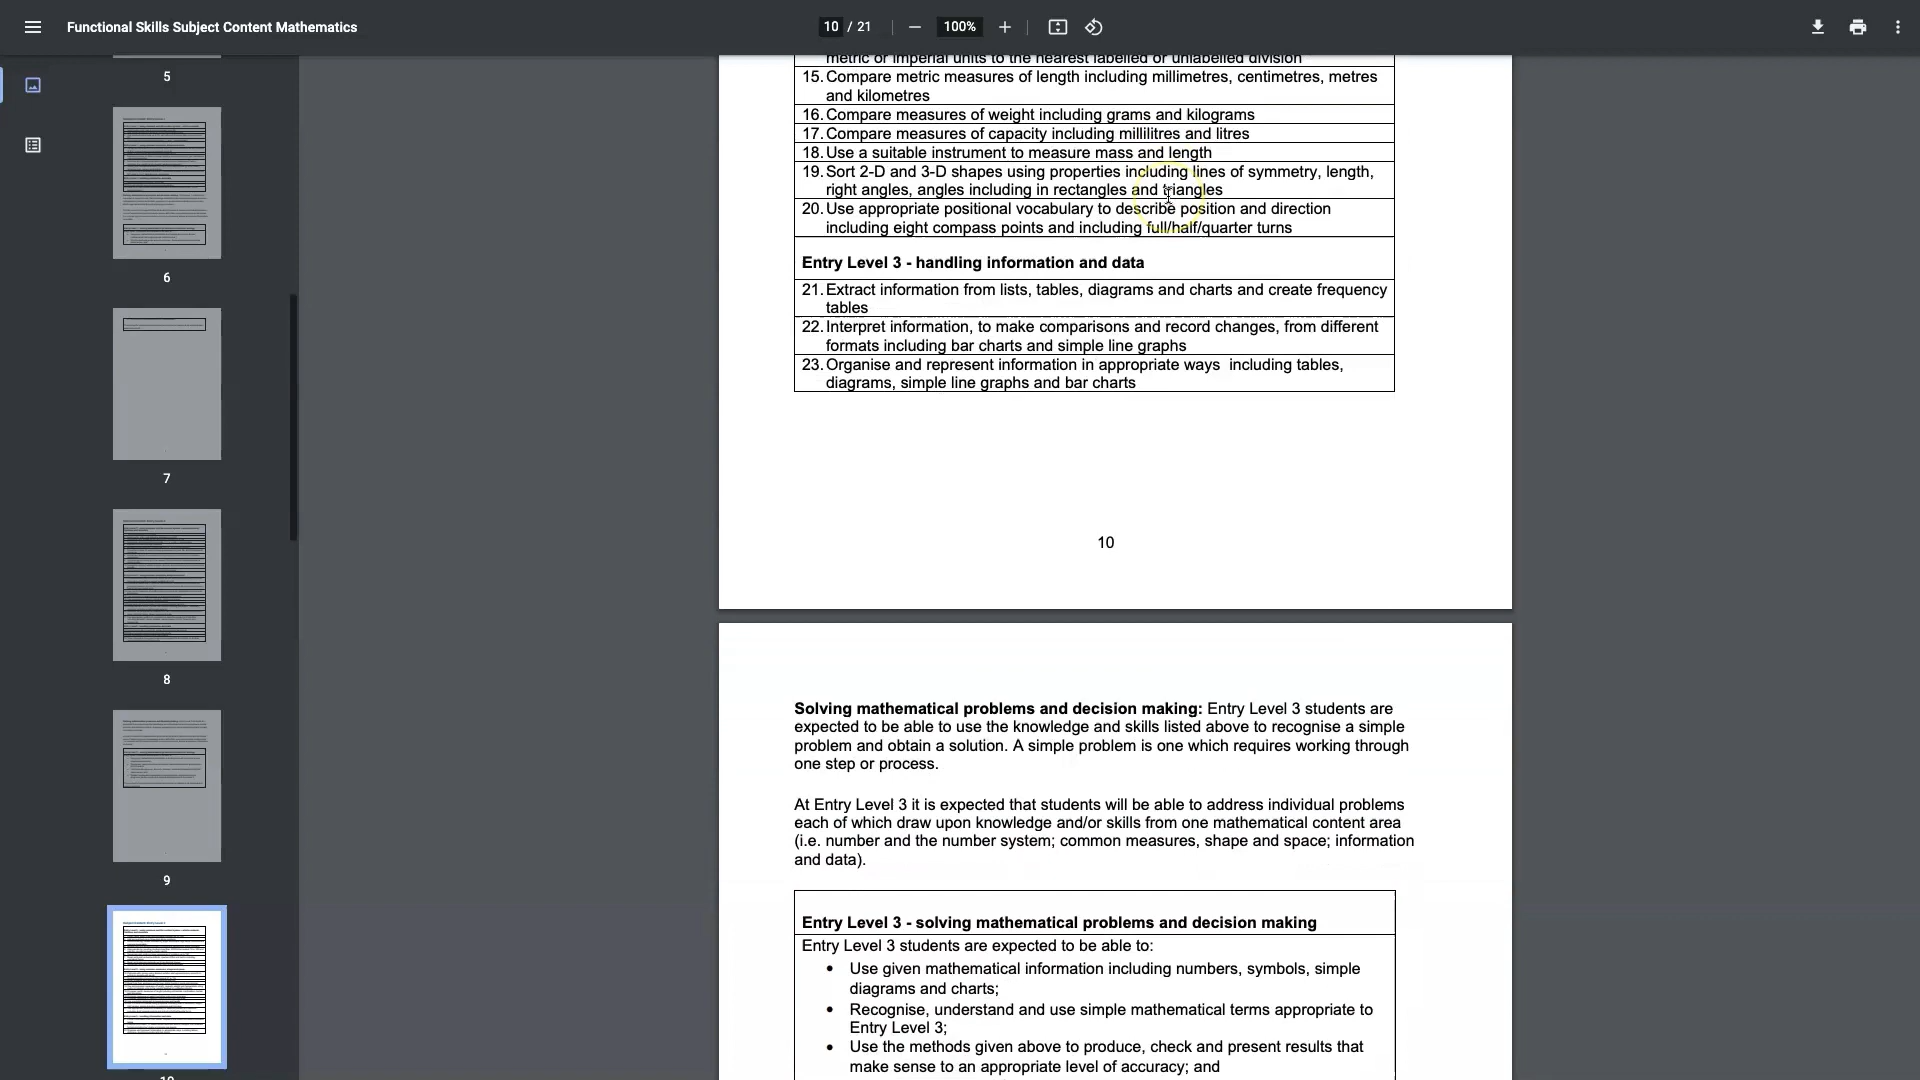 Functional Skills Subject Content Mathematics
10 / 21
100%
5
6
7
8
9
10
metric or imperial units to the nearest labelled or unlabelled division
15. Compare metric measures of length including millimetres, centimetres, metres
and kilometres
16. Compare measures of weight including grams and kilograms
17. Compare measures of capacity including millilitres and litres
18. Use a suitable instrument to measure mass and length
19. Sort 2-D and 3-D shapes using properties including lines of symmetry, length,
right angles, angles including in rectangles and triangles
20. Use appropriate positional vocabulary to describe position and direction
including eight compass points and including full/half/quarter turns
Entry Level 3 - handling information and data
21. Extract information from lists, tables, diagrams and charts and create frequency
tables
22. Interpret information, to make comparisons and record changes, from different
formats including bar charts and simple line graphs
23. Organise and represent information in appropriate ways including tables,
diagrams, simple line graphs and bar charts
10
Solving mathematical problems and decision making: Entry Level 3 students are
expected to be able to use the knowledge and skills listed above to recognise a simple
problem and obtain a solution. A simple problem is one which requires working through
one step or process.
At Entry Level 3 it is expected that students will be able to address individual problems
each of which draw upon knowledge and/or skills from one mathematical content area
(i.e. number and the number system; common measures, shape and space; information
and data).
Entry Level 3 - solving mathematical problems and decision making
Entry Level 3 students are expected to be able to:
• Use given mathematical information including numbers, symbols, simple
diagrams and charts;
• Recognise, understand and use simple mathematical terms appropriate to
Entry Level 3;
• Use the methods given above to produce, check and present results that
make sense to an appropriate level of accuracy; and